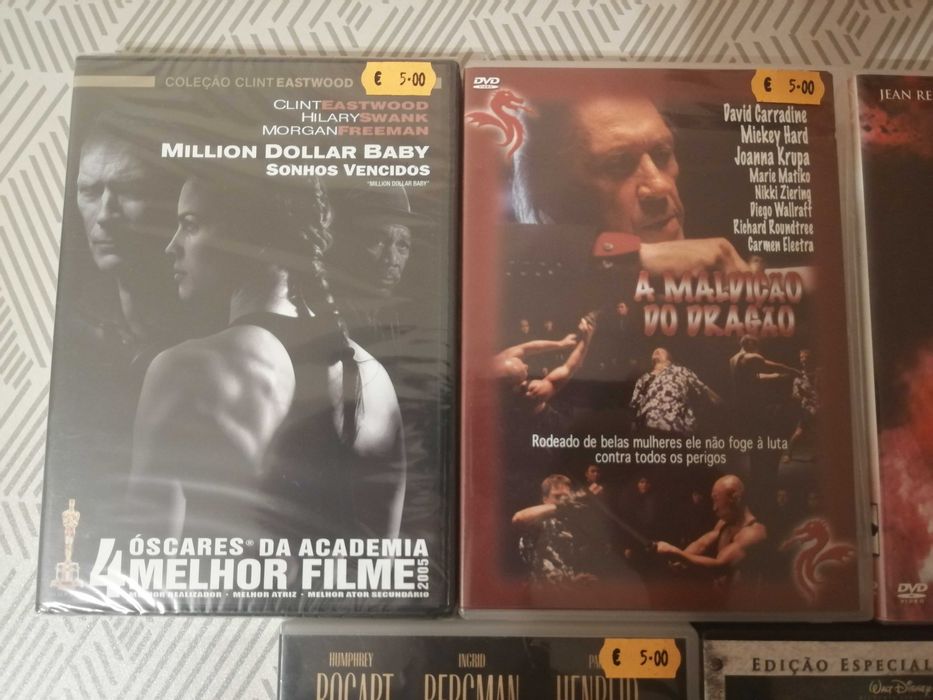 COLEÇÃO CLINT EASTWOOD
€ 5.00
CLINT EASTWOOD
HILARY SWANK
MORGAN FREEMAN
MILLION DOLLAR BABY
SONHOS VENCIDOS
"MILLION DOLLAR BABY"
4 ÓSCARES® DA ACADEMIA
MELHOR FILME 2005
MELHOR REALIZADOR - MELHOR ATRIZ - MELHOR ATOR SECUNDÁRIO
DVD
VIDEO
€ 5.00
David Carradine
Mickey Hard
Joanna Krupa
Marie Matiko
Nikki Ziering
Diego Wallraff
Richard Roundtree
Carmen Electra
A MALDIÇÃO
DO DRAGÃO
Rodeado de belas mulheres ele não foge à luta
contra todos os perigos
JEAN RE
DVD
VIDEO
HUMPHREY
BOGART
INGRID
BERGMAN
HENREID
€ 5.00
EDIÇÃO ESPECIAL
WALT DISNEY